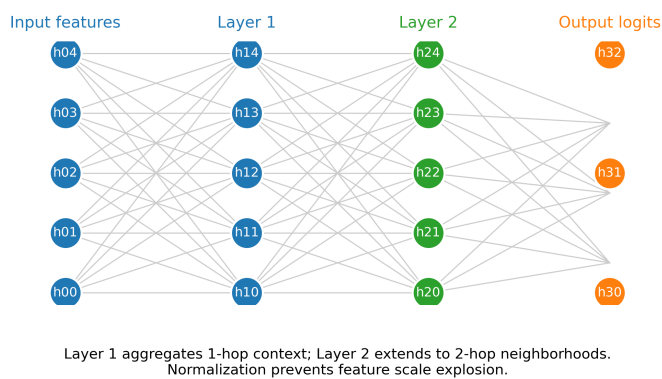 Input features Layer 1 Layer 2 Output logits
h04 h14 h24 h32
h03 h13 h23
h02 h12 h22 h31
h01 h11 h21
h00 h10 h20 h30
Layer 1 aggregates 1-hop context; Layer 2 extends to 2-hop neighborhoods.
Normalization prevents feature scale explosion.